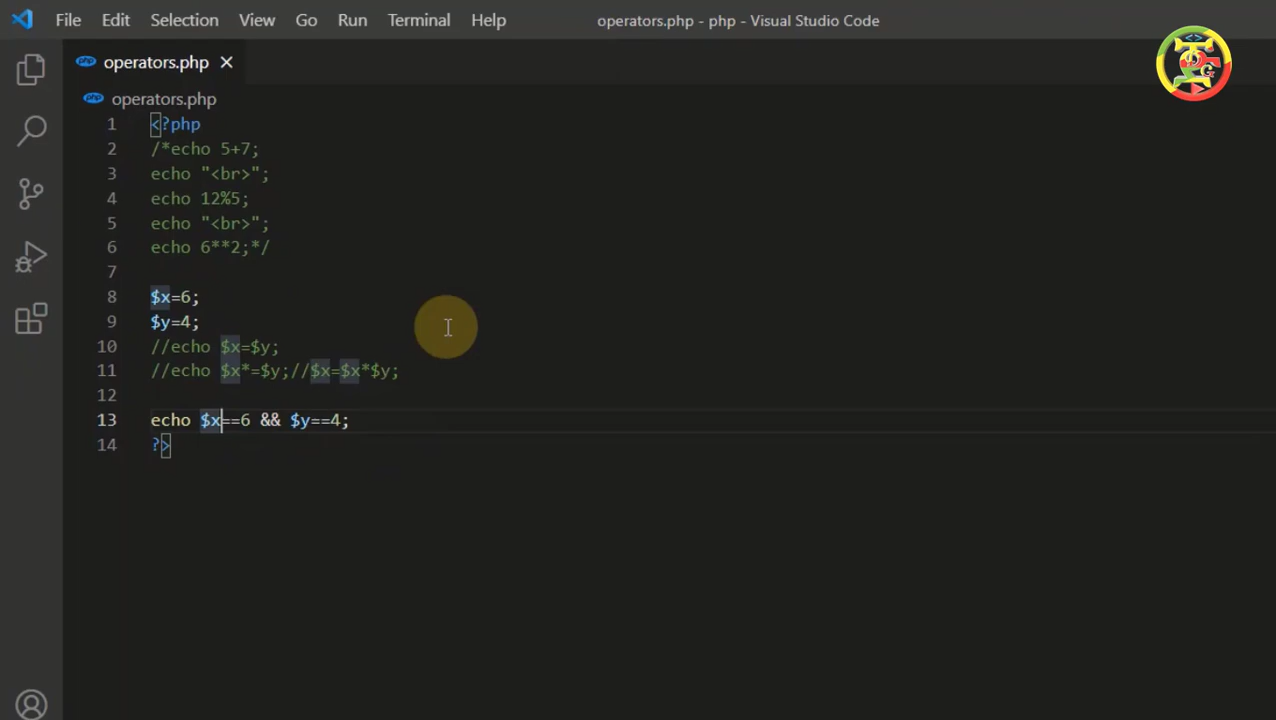 File Edit Selection View Go Run Terminal Help operators.php - php - Visual Studio Code
php operators.php ×
php operators.php
1 <?php
2 /*echo 5+7;
3 echo "<br>";
4 echo 12%5;
5 echo "<br>";
6 echo 6**2;*/
7
8 $x=6;
9 $y=4;
10 //echo $x=$y;
11 //echo $x*=$y;//$x=$x*$y;
12
13 echo $x==6 && $y==4;
14 ?>